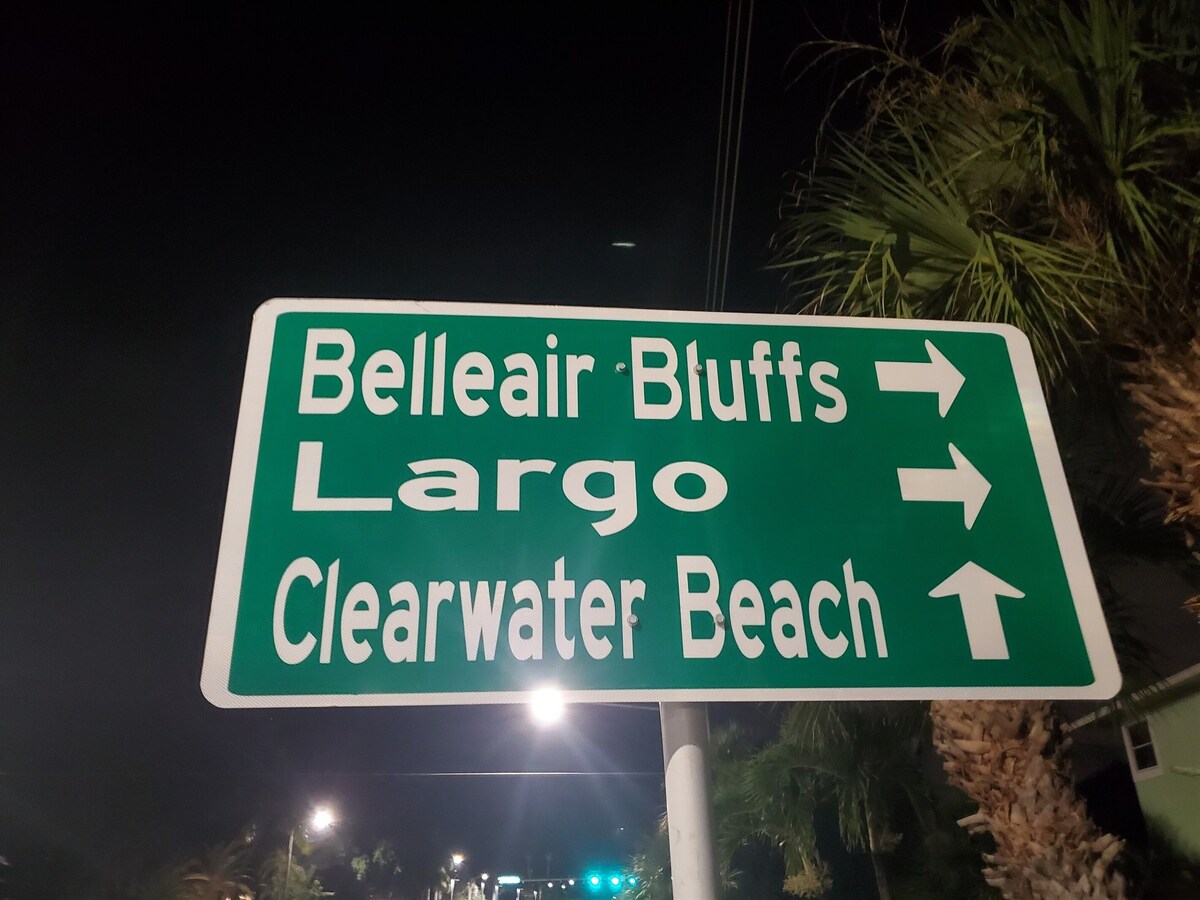 Belleair Bluffs →
Largo →
Clearwater Beach ↑